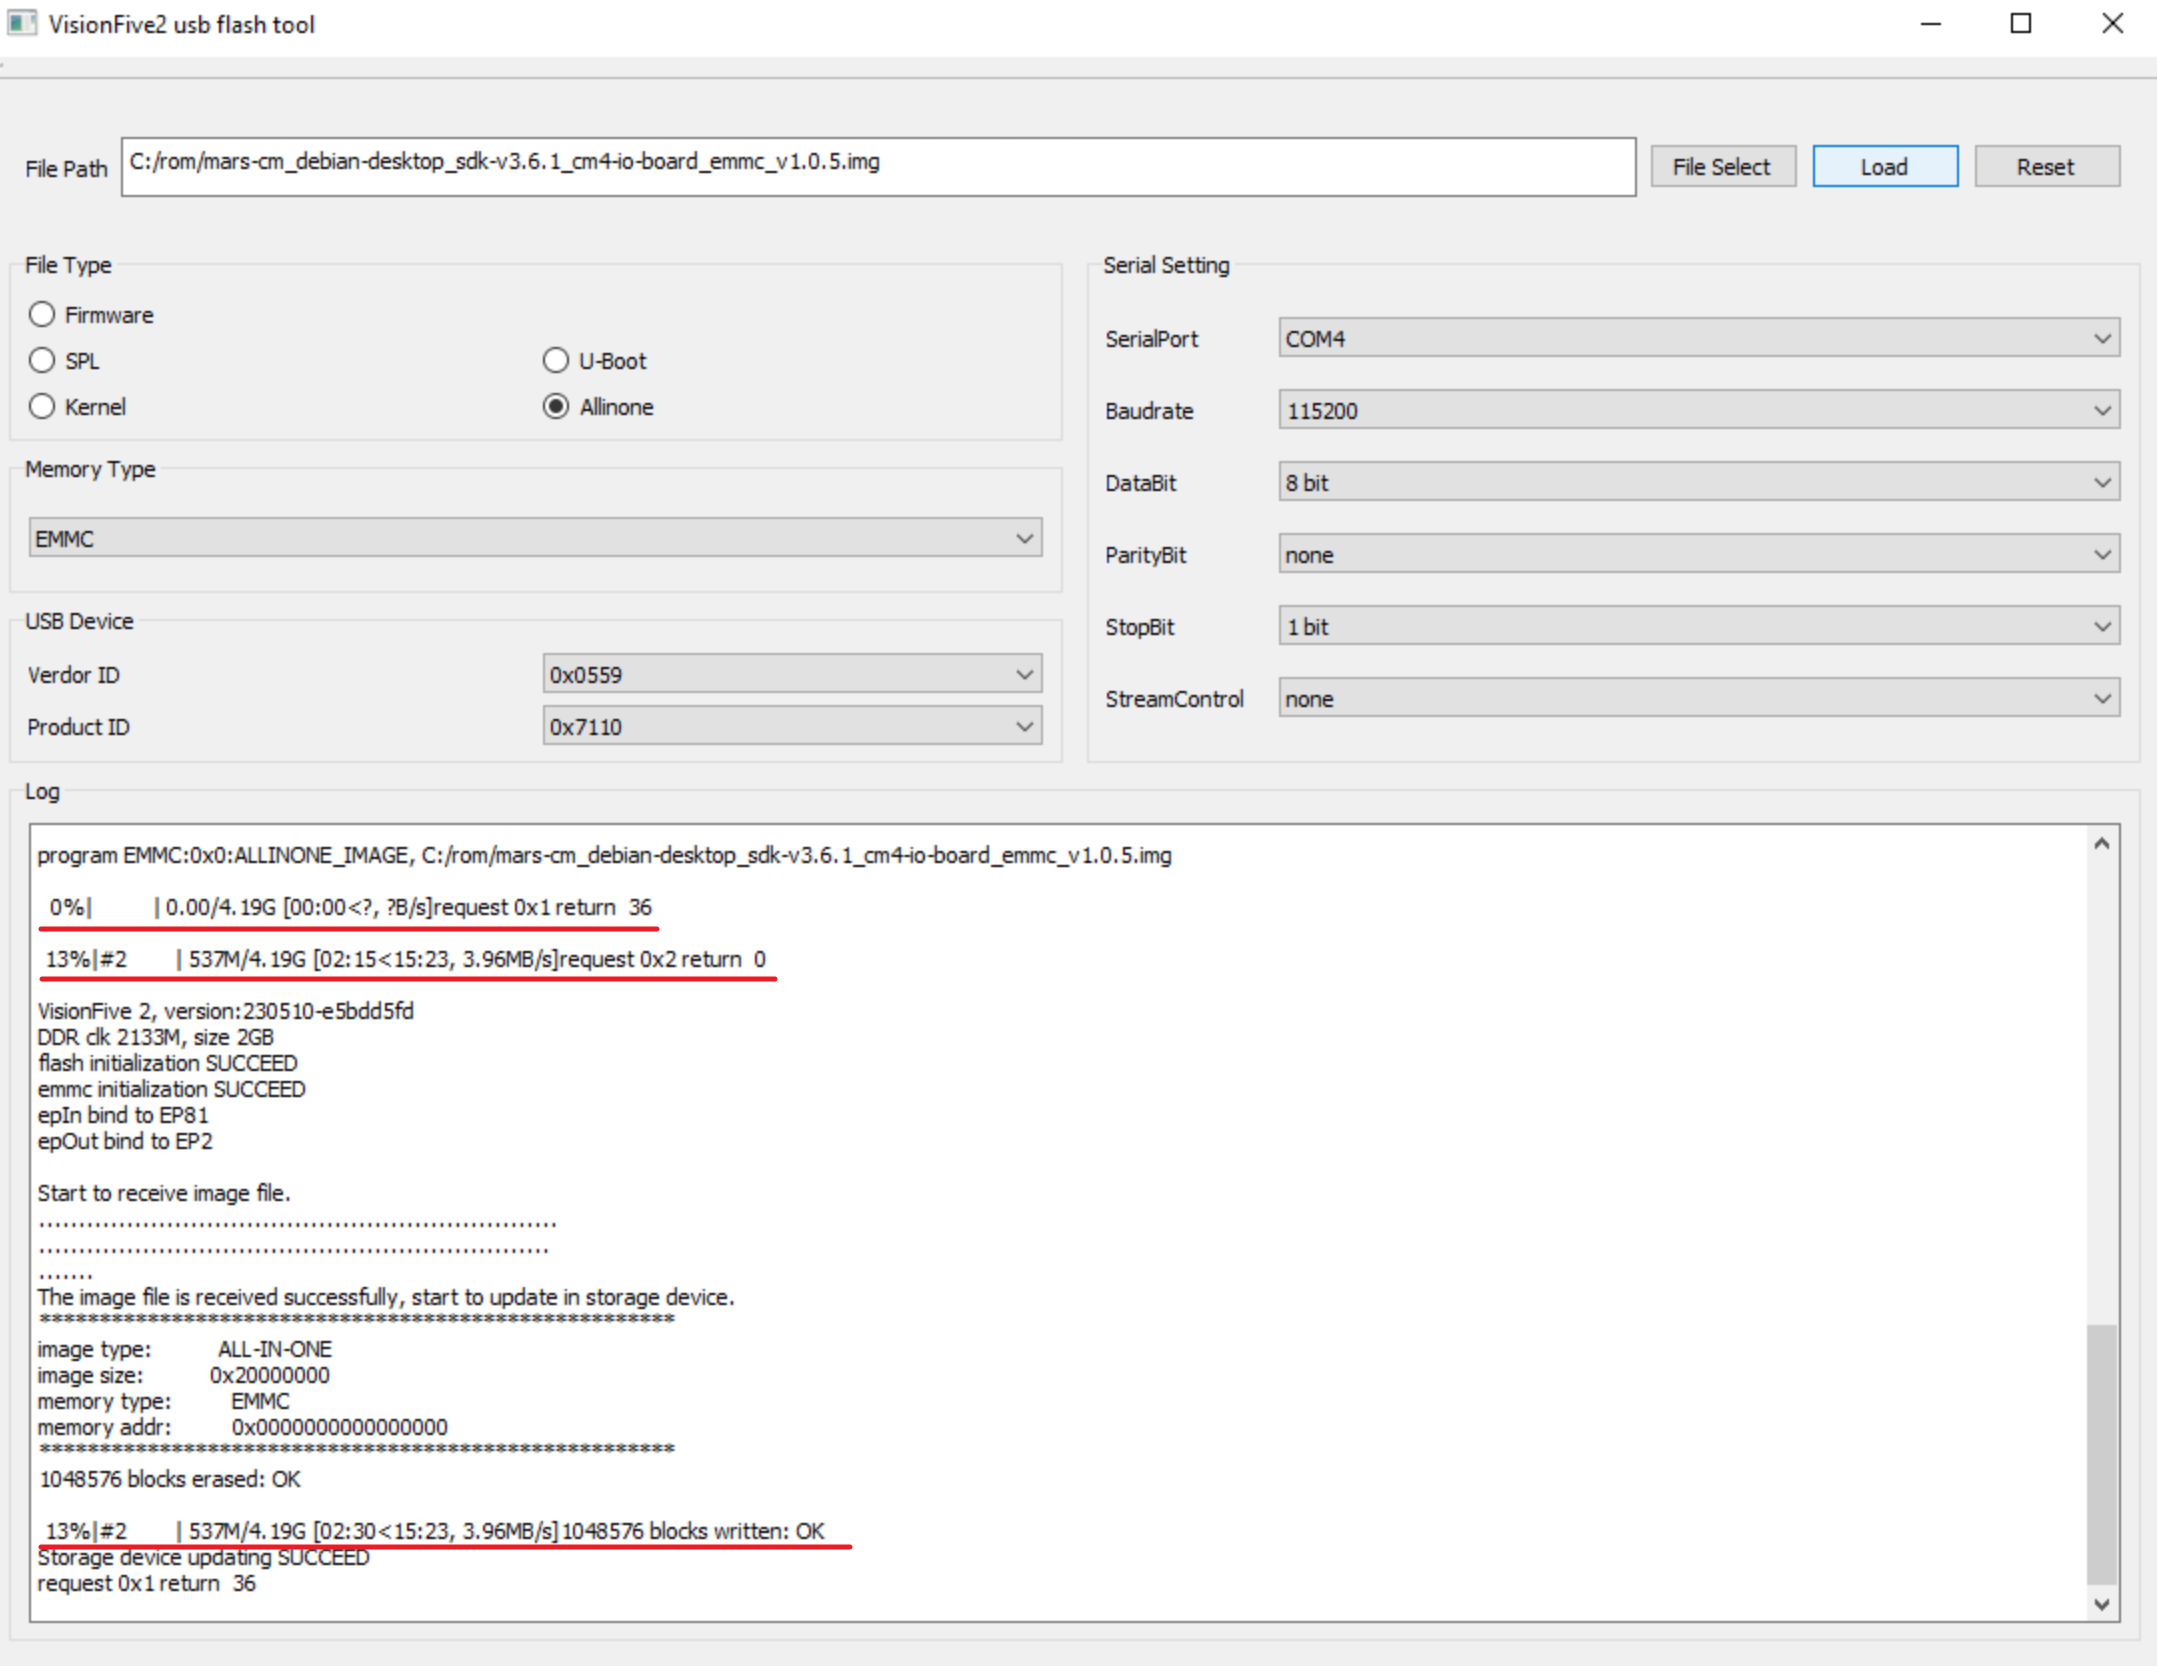 VisionFive2 usb flash tool
File Path
C:/rom/mars-cm_debian-desktop_sdk-v3.6.1_cm4-io-board_emmc_v1.0.5.img
File Select
Load
Reset
File Type
Firmware
SPL
U-Boot
Kernel
Allinone
Memory Type
EMMC
USB Device
Verdor ID
0x0559
Product ID
0x7110
Serial Setting
SerialPort
COM4
Baudrate
115200
DataBit
8 bit
ParityBit
none
StopBit
1 bit
StreamControl
none
Log
program EMMC:0x0:ALLINONE_IMAGE, C:/rom/mars-cm_debian-desktop_sdk-v3.6.1_cm4-io-board_emmc_v1.0.5.img
0%| | 0.00/4.19G [00:00<?, ?B/s]request 0x1 return 36
13%|#2 | 537M/4.19G [02:15<15:23, 3.96MB/s]request 0x2 return 0
VisionFive 2, version:230510-e5bdd5fd
DDR clk 2133M, size 2GB
flash initialization SUCCEED
emmc initialization SUCCEED
epIn bind to EP81
epOut bind to EP2
Start to receive image file.
................................................................
...............................................................
.......
The image file is received successfully, start to update in storage device.
*****************************************************
image type: ALL-IN-ONE
image size: 0x20000000
memory type: EMMC
memory addr: 0x0000000000000000
*****************************************************
1048576 blocks erased: OK
13%|#2 | 537M/4.19G [02:30<15:23, 3.96MB/s]1048576 blocks written: OK
Storage device updating SUCCEED
request 0x1 return 36